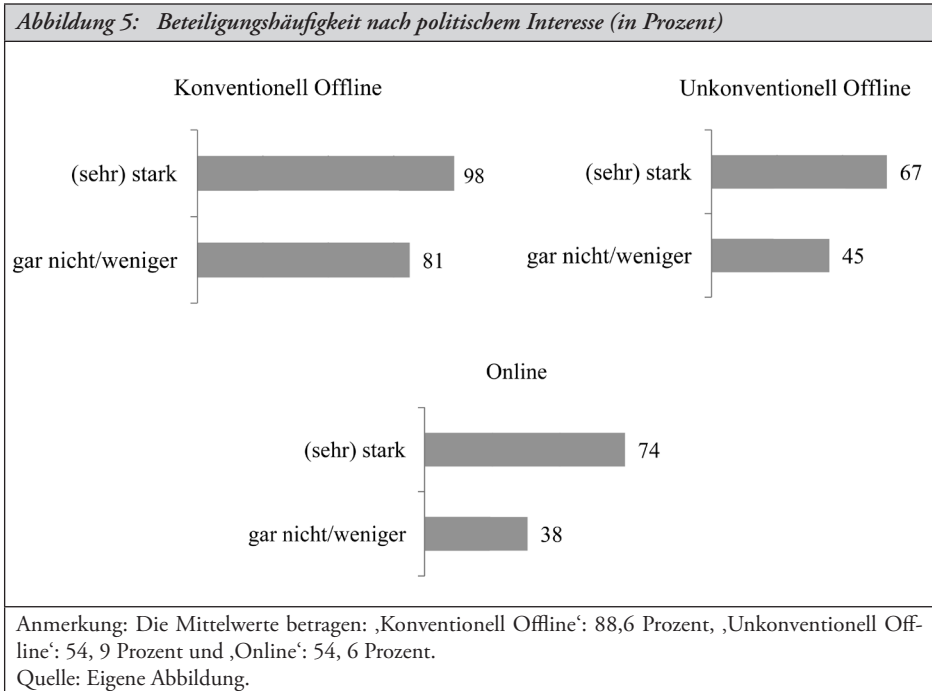 Abbildung 5: Beteiligungshäufigkeit nach politischem Interesse (in Prozent)
Konventionell Offline
(sehr) stark 98
gar nicht/weniger 81
Unkonventionell Offline
(sehr) stark 67
gar nicht/weniger 45
Online
(sehr) stark 74
gar nicht/weniger 38
Anmerkung: Die Mittelwerte betragen: ‚Konventionell Offline‘: 88,6 Prozent, ‚Unkonventionell Off-
line‘: 54, 9 Prozent und ‚Online‘: 54, 6 Prozent.
Quelle: Eigene Abbildung.